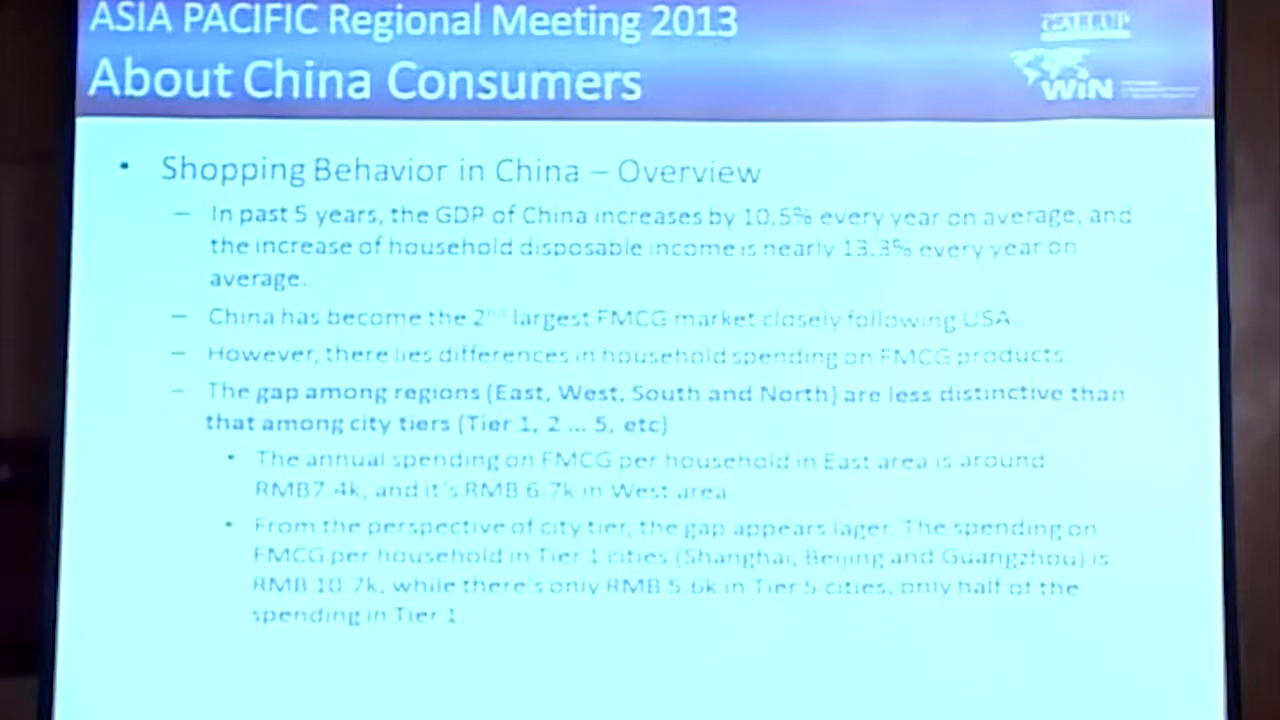 ASIA PACIFIC Regional Meeting 2013
About China Consumers
GALLUP
WIN
• Shopping Behavior in China – Overview
– In past 5 years, the GDP of China increases by 10.5% every year on average, and
the increase of household disposable income is nearly 13.3% every year on
average.
– China has become the 2nd largest FMCG market closely following USA.
– However, there lies differences in household spending on FMCG products.
– The gap among regions (East, West, South and North) are less distinctive than
that among city tiers (Tier 1, 2 ... 5, etc)
• The annual spending on FMCG per household in East area is around
RMB7.4k, and it's RMB 6.7k in West area.
• From the perspective of city tier, the gap appears lager. The spending on
FMCG per household in Tier 1 cities (Shanghai, Beijing and Guangzhou) is
RMB 10.7k, while there's only RMB 5.6k in Tier 5 cities, only half of the
spending in Tier 1.